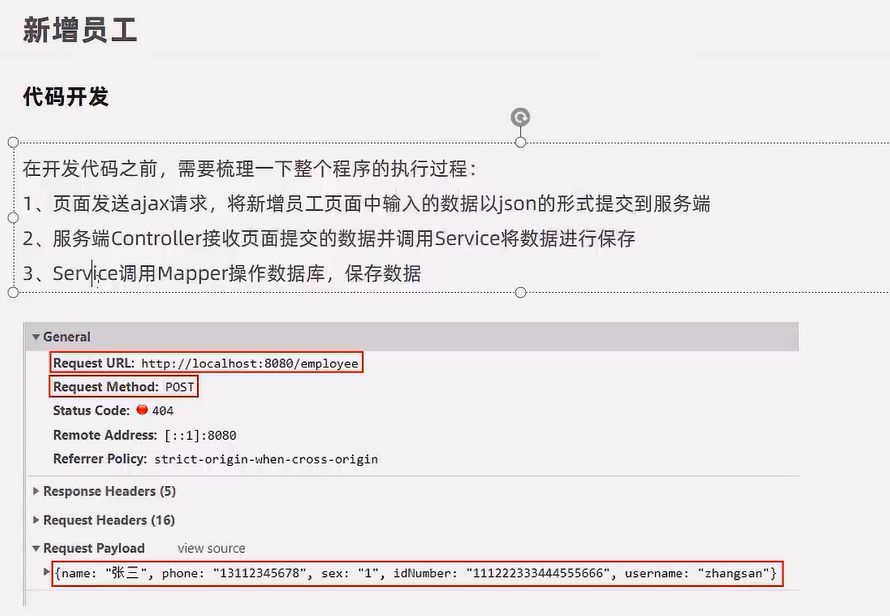 新增员工
代码开发
在开发代码之前，需要梳理一下整个程序的执行过程：
1、页面发送ajax请求，将新增员工页面中输入的数据以json的形式提交到服务端
2、服务端Controller接收页面提交的数据并调用Service将数据进行保存
3、Service调用Mapper操作数据库，保存数据
General
Request URL: http://localhost:8080/employee
Request Method: POST
Status Code: 404
Remote Address: [::1]:8080
Referrer Policy: strict-origin-when-cross-origin
Response Headers (5)
Request Headers (16)
Request Payload view source
{name: "张三", phone: "13112345678", sex: "1", idNumber: "111222333444555666", username: "zhangsan"}